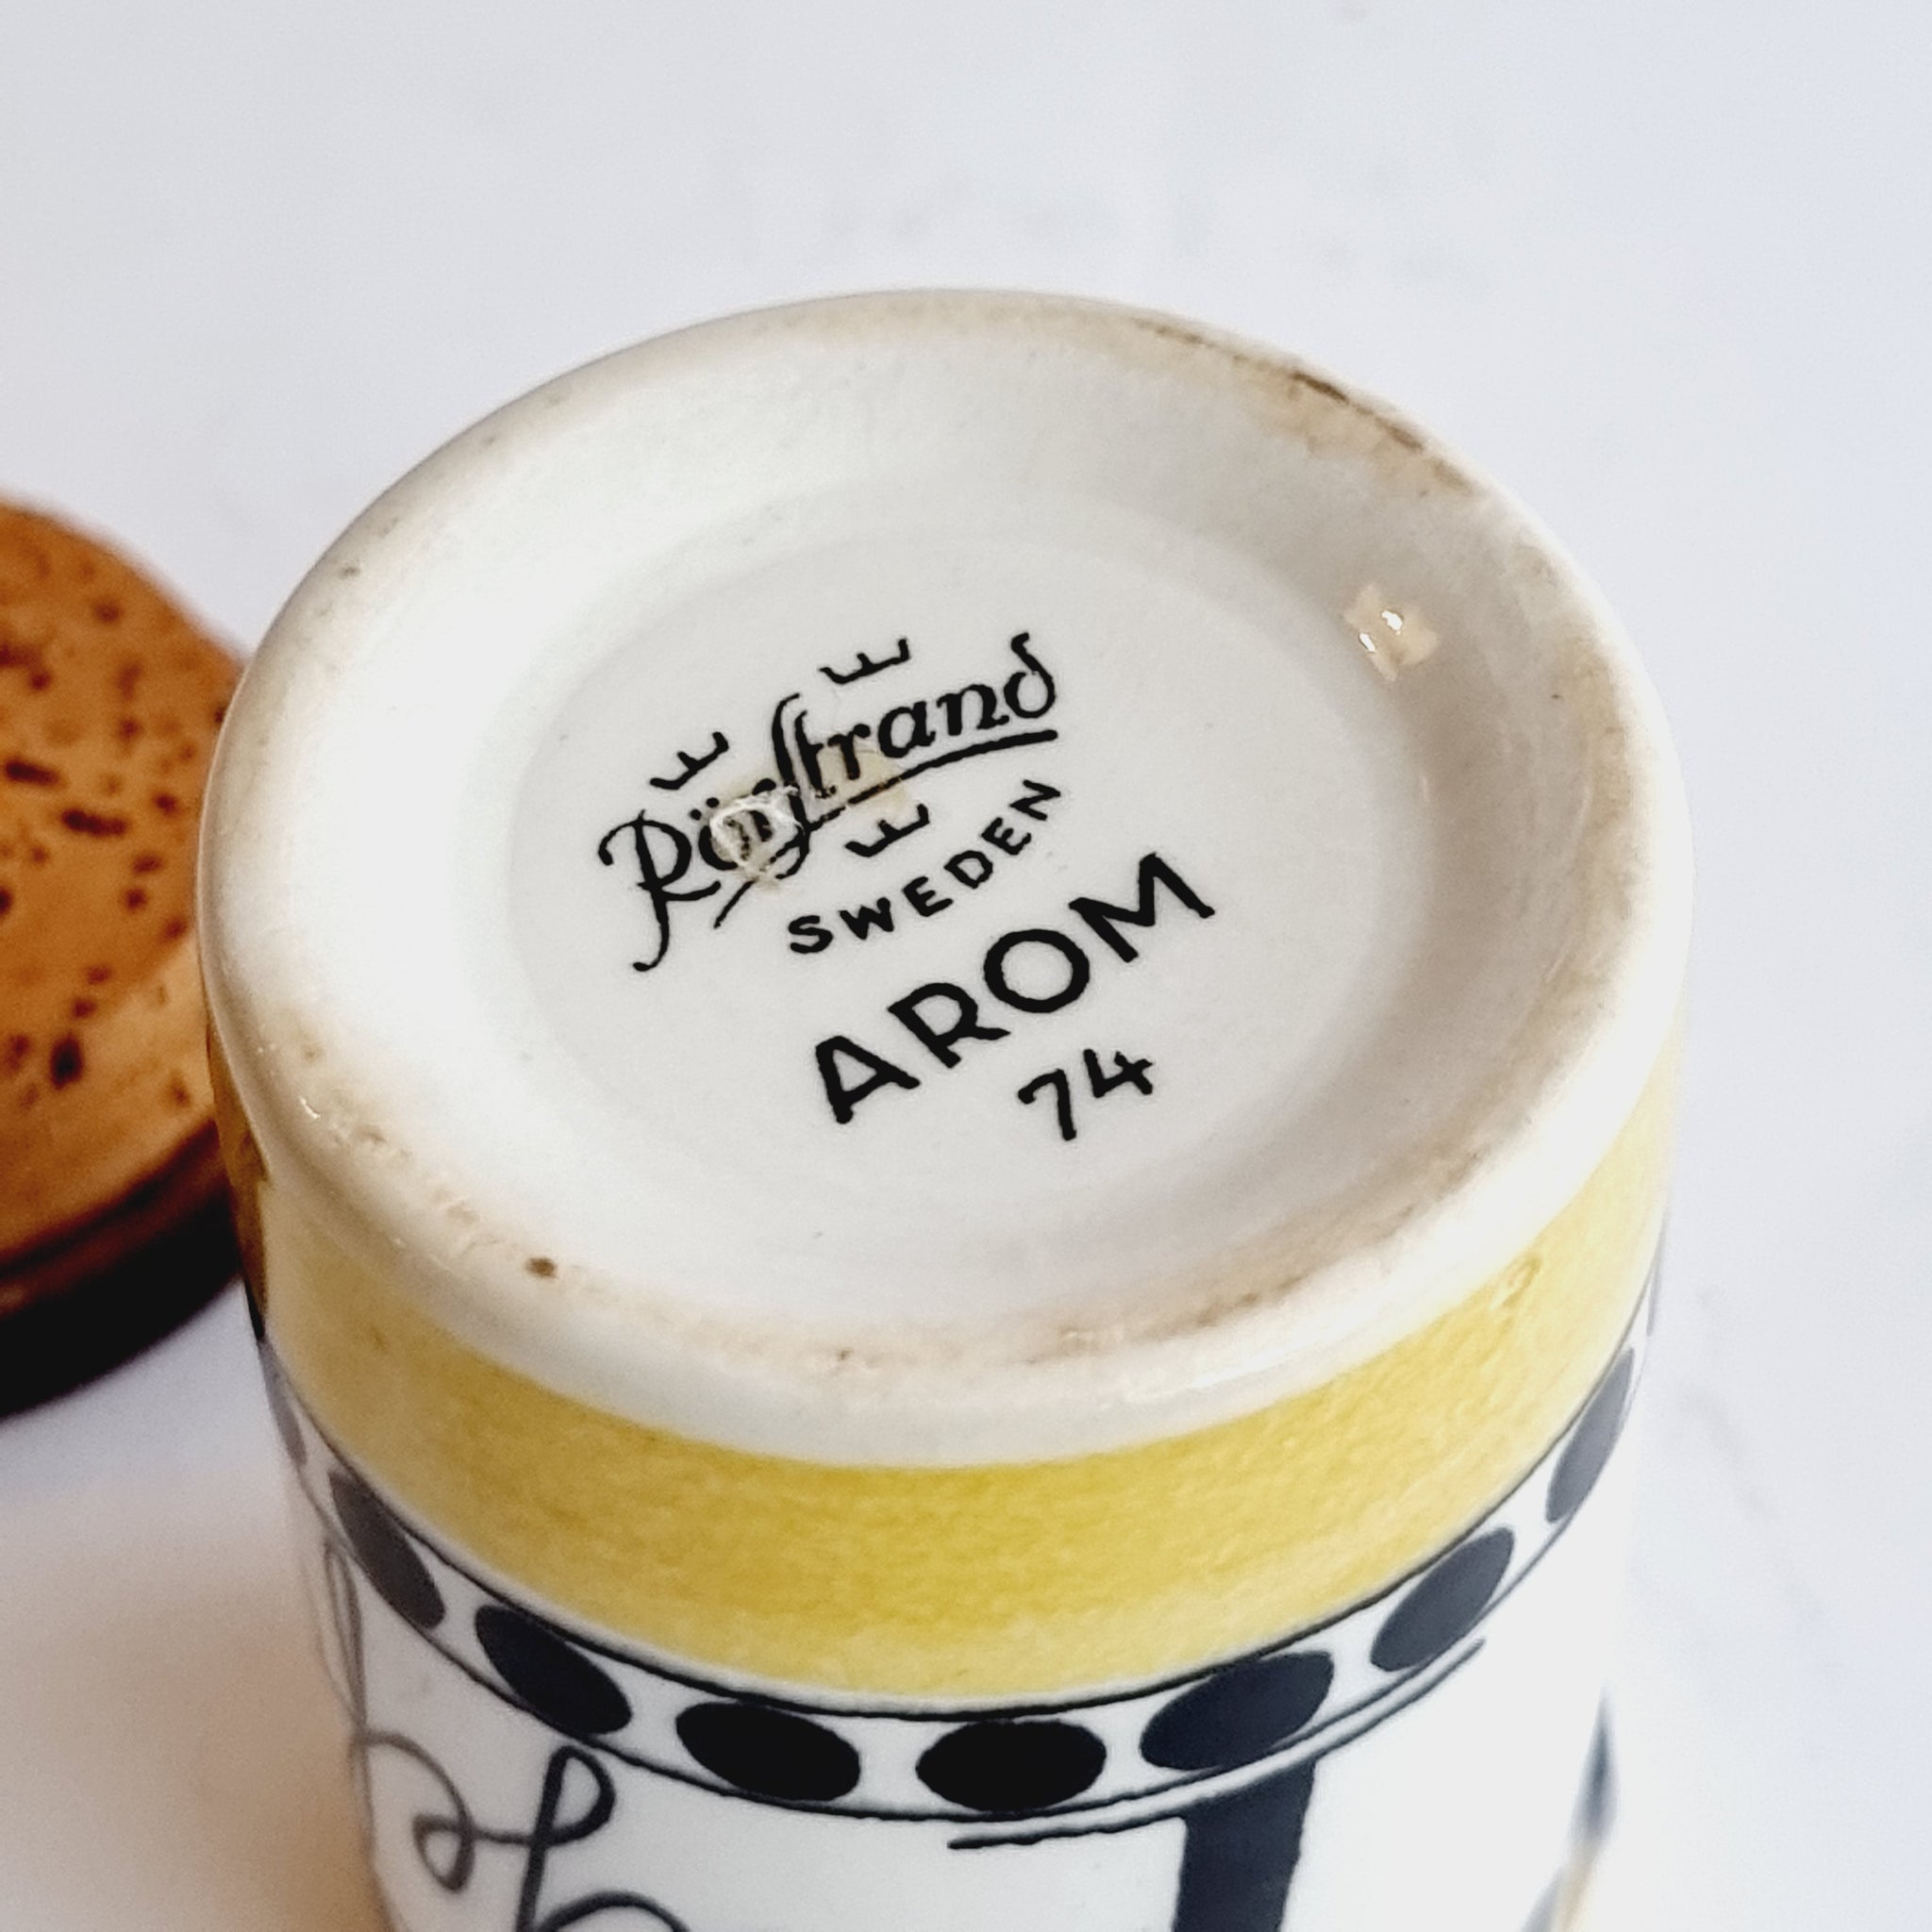 Rörstrand
SWEDEN
AROM
74